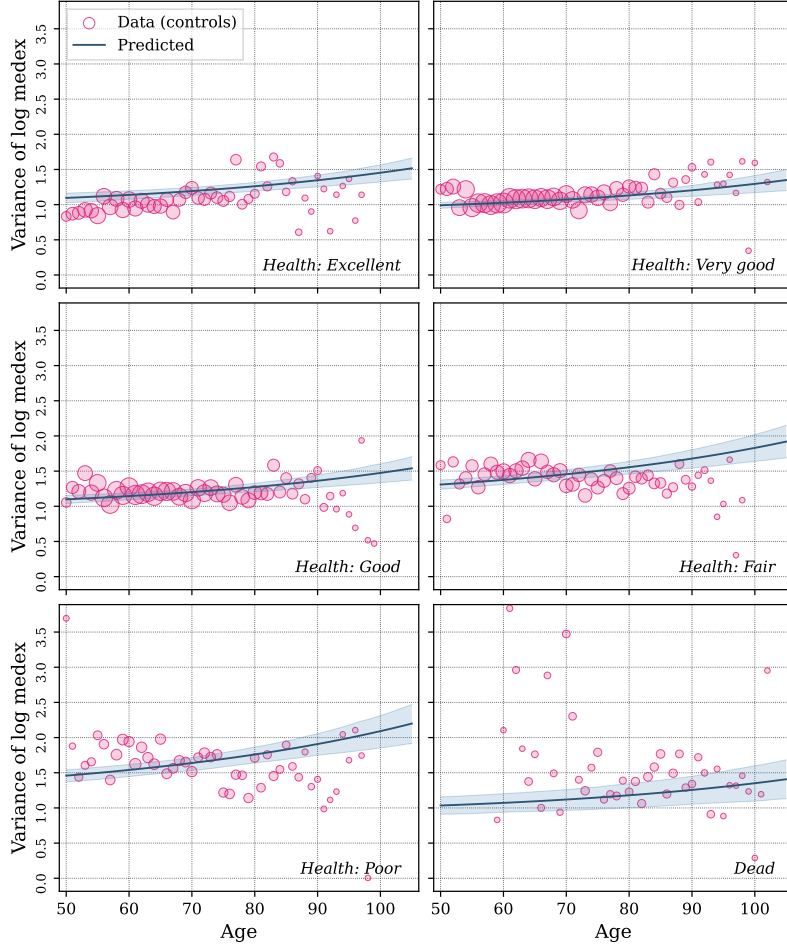 Data (controls)
Predicted
Variance of log medex
3.5
3.0
2.5
2.0
1.5
1.0
0.5
0.0
Health: Excellent
Health: Very good
Variance of log medex
3.5
3.0
2.5
2.0
1.5
1.0
0.5
0.0
Health: Good
Health: Fair
Variance of log medex
3.5
3.0
2.5
2.0
1.5
1.0
0.5
0.0
Health: Poor
Dead
50 60 70 80 90 100
50 60 70 80 90 100
Age
Age